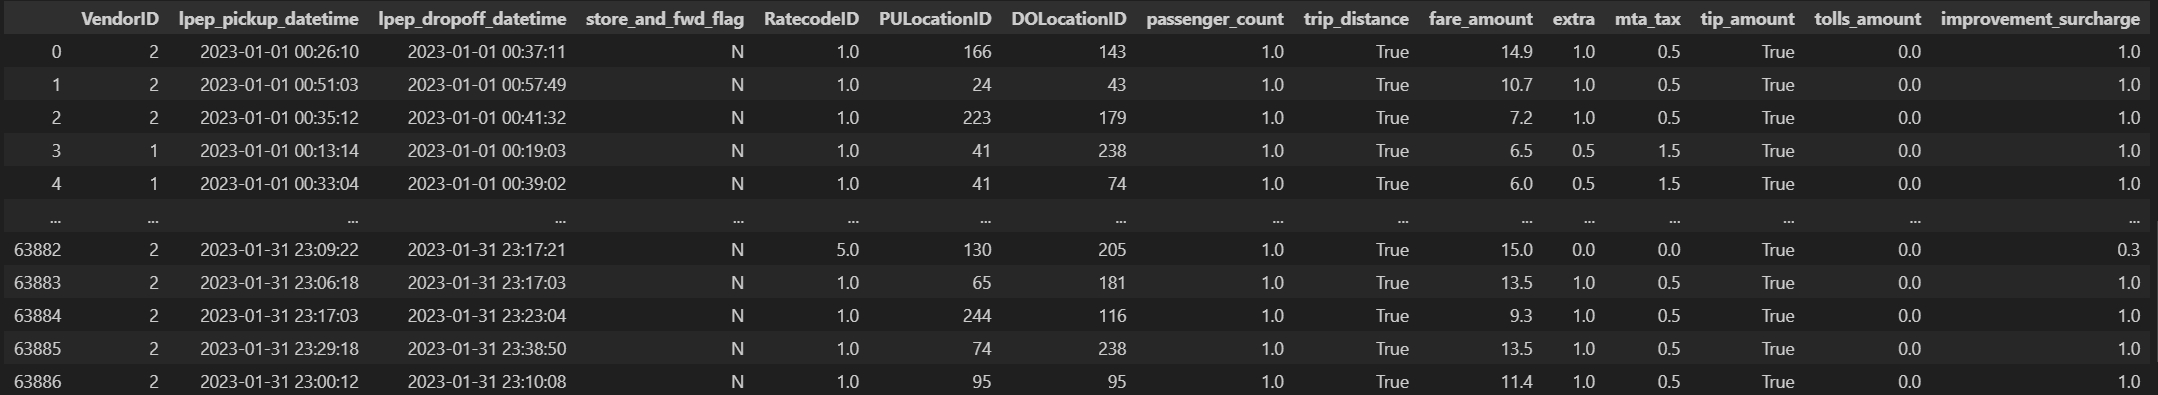 VendorID lpep_pickup_datetime lpep_dropoff_datetime store_and_fwd_flag RatecodeID PULocationID DOLocationID passenger_count trip_distance fare_amount extra mta_tax tip_amount tolls_amount improvement_surcharge
0 2 2023-01-01 00:26:10 2023-01-01 00:37:11 N 1.0 166 143 1.0 True 14.9 1.0 0.5 True 0.0 1.0
1 2 2023-01-01 00:51:03 2023-01-01 00:57:49 N 1.0 24 43 1.0 True 10.7 1.0 0.5 True 0.0 1.0
2 2 2023-01-01 00:35:12 2023-01-01 00:41:32 N 1.0 223 179 1.0 True 7.2 1.0 0.5 True 0.0 1.0
3 1 2023-01-01 00:13:14 2023-01-01 00:19:03 N 1.0 41 238 1.0 True 6.5 0.5 1.5 True 0.0 1.0
4 1 2023-01-01 00:33:04 2023-01-01 00:39:02 N 1.0 41 74 1.0 True 6.0 0.5 1.5 True 0.0 1.0
... ... ... ... ... ... ... ... ... ... ... ... ... ... ... ...
63882 2 2023-01-31 23:09:22 2023-01-31 23:17:21 N 5.0 130 205 1.0 True 15.0 0.0 0.0 True 0.0 0.3
63883 2 2023-01-31 23:06:18 2023-01-31 23:17:03 N 1.0 65 181 1.0 True 13.5 1.0 0.5 True 0.0 1.0
63884 2 2023-01-31 23:17:03 2023-01-31 23:23:04 N 1.0 244 116 1.0 True 9.3 1.0 0.5 True 0.0 1.0
63885 2 2023-01-31 23:29:18 2023-01-31 23:38:50 N 1.0 74 238 1.0 True 13.5 1.0 0.5 True 0.0 1.0
63886 2 2023-01-31 23:00:12 2023-01-31 23:10:08 N 1.0 95 95 1.0 True 11.4 1.0 0.5 True 0.0 1.0